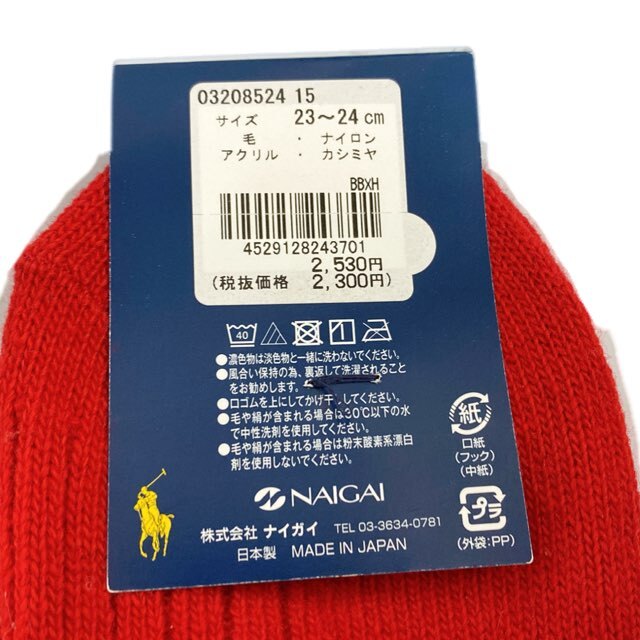 03208524 15
サイズ 23～24 cm
毛 ・ ナイロン
アクリル ・ カシミヤ
BBXH
4529128243701
2,530円
(税抜価格 2,300円)
40
●濃色物は淡色物と一緒に洗わないでください。
●風合い保持の為、裏返して洗濯されること
をお勧めします。
●口ゴムを上にしてかげ干ししてください。
●毛や絹が含まれる場合は30℃以下の水
で中性洗剤を使用してください。
●毛や絹が含まれる場合は粉末酸素系漂白
剤を使用しないでください。
紙
口紙
(フック)
(中紙)
プラ
(外袋:PP)
NAIGAI
株式会社 ナイガイ TEL 03-3634-0781
日本製 MADE IN JAPAN